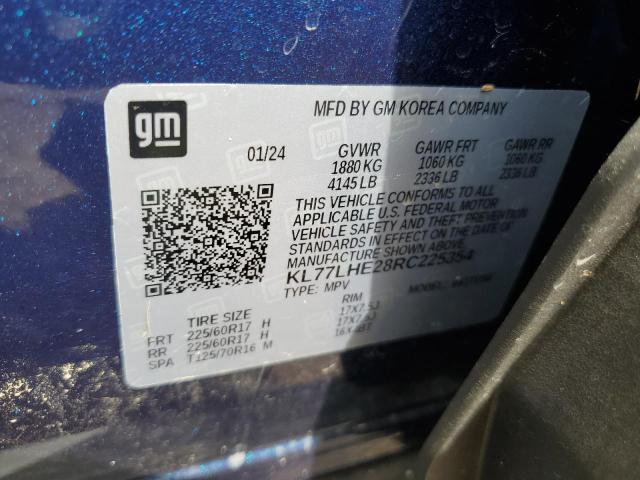 gm
MFD BY GM KOREA COMPANY
01/24
GVWR GAWR FRT GAWR RR
1880 KG 1060 KG 1060 KG
4145 LB 2336 LB 2336 LB
THIS VEHICLE CONFORMS TO ALL
APPLICABLE U.S. FEDERAL MOTOR
VEHICLE SAFETY AND THEFT PREVENTION
STANDARDS IN EFFECT ON THE DATE OF
MANUFACTURE SHOWN ABOVE.
KL77LHE28RC225354
TYPE: MPV MODEL:
TIRE SIZE RIM
FRT 225/60R17 H 17X7.5J
RR 225/60R17 H 17X7.5J
SPA T125/70R16 M 16X4BT